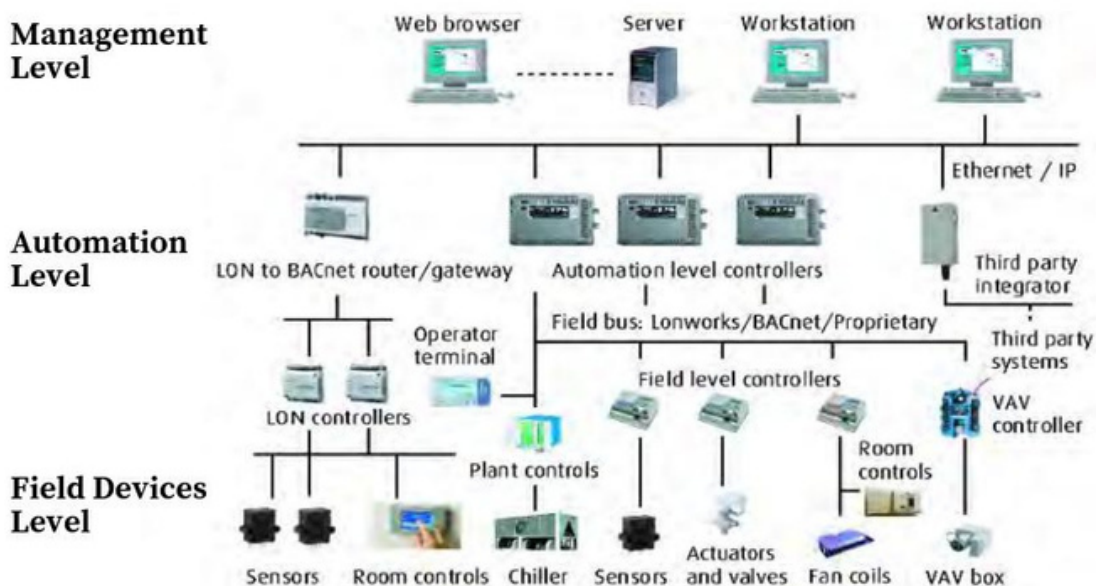 Management
Level
Web browser
Server
Workstation
Workstation
Ethernet / IP
Automation
Level
LON to BACnet router/gateway
Automation level controllers
Third party
integrator
Field bus: Lonworks/BACnet/Proprietary
Operator
terminal
Third party
systems
Field level controllers
LON controllers
VAV
controller
Plant controls
Room
controls
Field Devices
Level
Sensors
Room controls
Chiller
Sensors
Actuators
and valves
Fan coils
VAV box